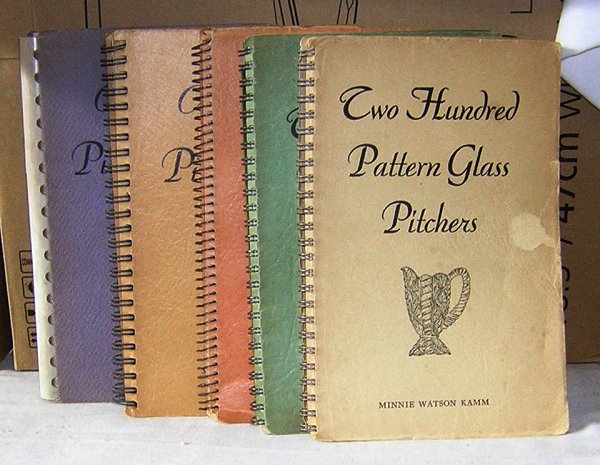 Two Hundred
Pattern Glass
Pitchers
MINNIE WATSON KAMM